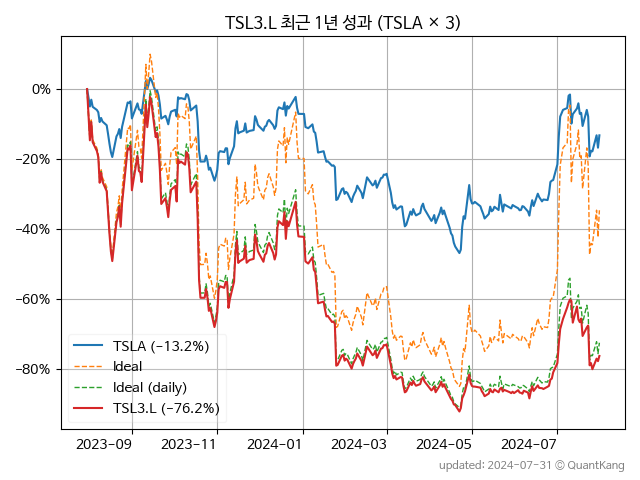 TSL3.L 최근 1년 성과 (TSLA × 3)
0%
−20%
−40%
−60%
−80%
TSLA (−13.2%)
Ideal
Ideal (daily)
TSL3.L (−76.2%)
2023−09
2023−11
2024−01
2024−03
2024−05
2024−07
updated: 2024-07-31 © QuantKang